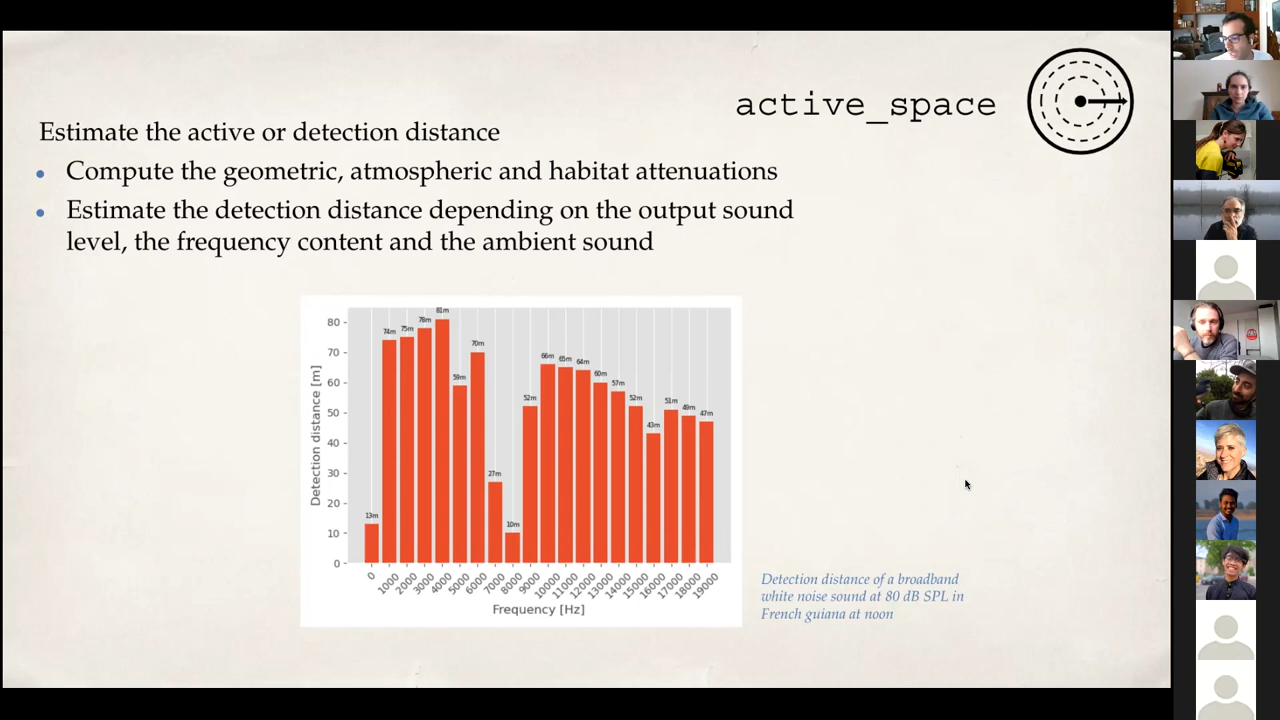 active_space
Estimate the active or detection distance
• Compute the geometric, atmospheric and habitat attenuations
• Estimate the detection distance depending on the output sound
level, the frequency content and the ambient sound
80
70
60
50
40
30
20
10
0
Detection distance [m]
13m
74m
75m
78m
81m
59m
70m
27m
10m
52m
66m
65m
64m
60m
57m
52m
43m
51m
49m
47m
0
1000
2000
3000
4000
5000
6000
7000
8000
9000
10000
11000
12000
13000
14000
15000
16000
17000
18000
19000
Frequency [Hz]
Detection distance of a broadband
white noise sound at 80 dB SPL in
French guiana at noon